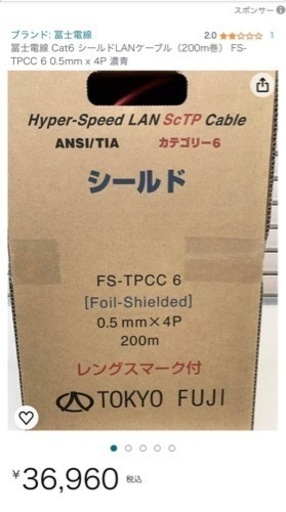 スポンサー
ブランド: 冨士電線
2.0 1
冨士電線 Cat6 シールドLANケーブル（200m巻） FS-
TPCC 6 0.5mm x 4P 濃青
Hyper-Speed LAN ScTP Cable
ANSI/TIA カテゴリー6
シールド
FS-TPCC 6
[Foil-Shielded]
0.5 mm×4P
200m
レングスマーク付
TOKYO FUJI
¥36,960 税込